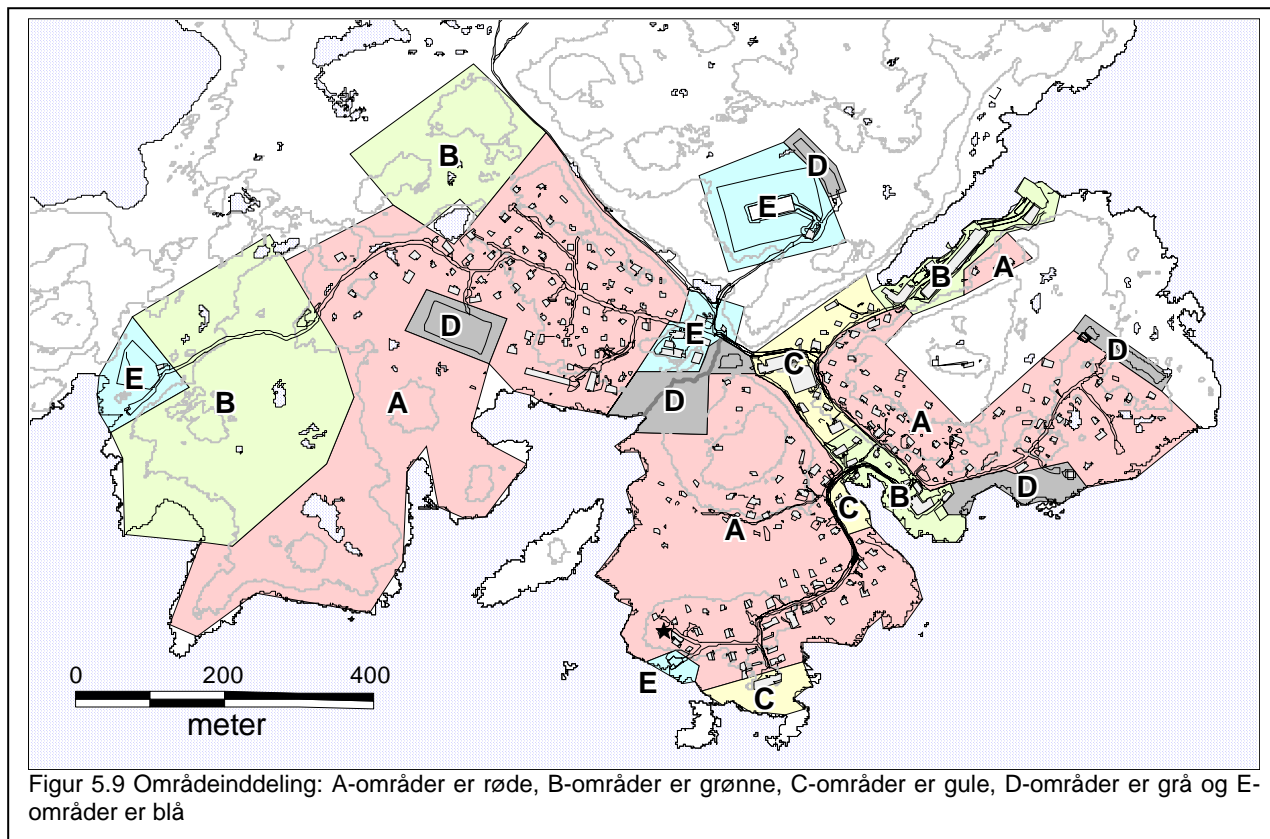 B
D
E
B
A
D
E
C
D
E
B
A
D
A
D
B
C
A
E
C
0 200 400
meter
Figur 5.9 Områdeinddeling: A-områder er røde, B-områder er grønne, C-områder er gule, D-områder er grå og E-
områder er blå